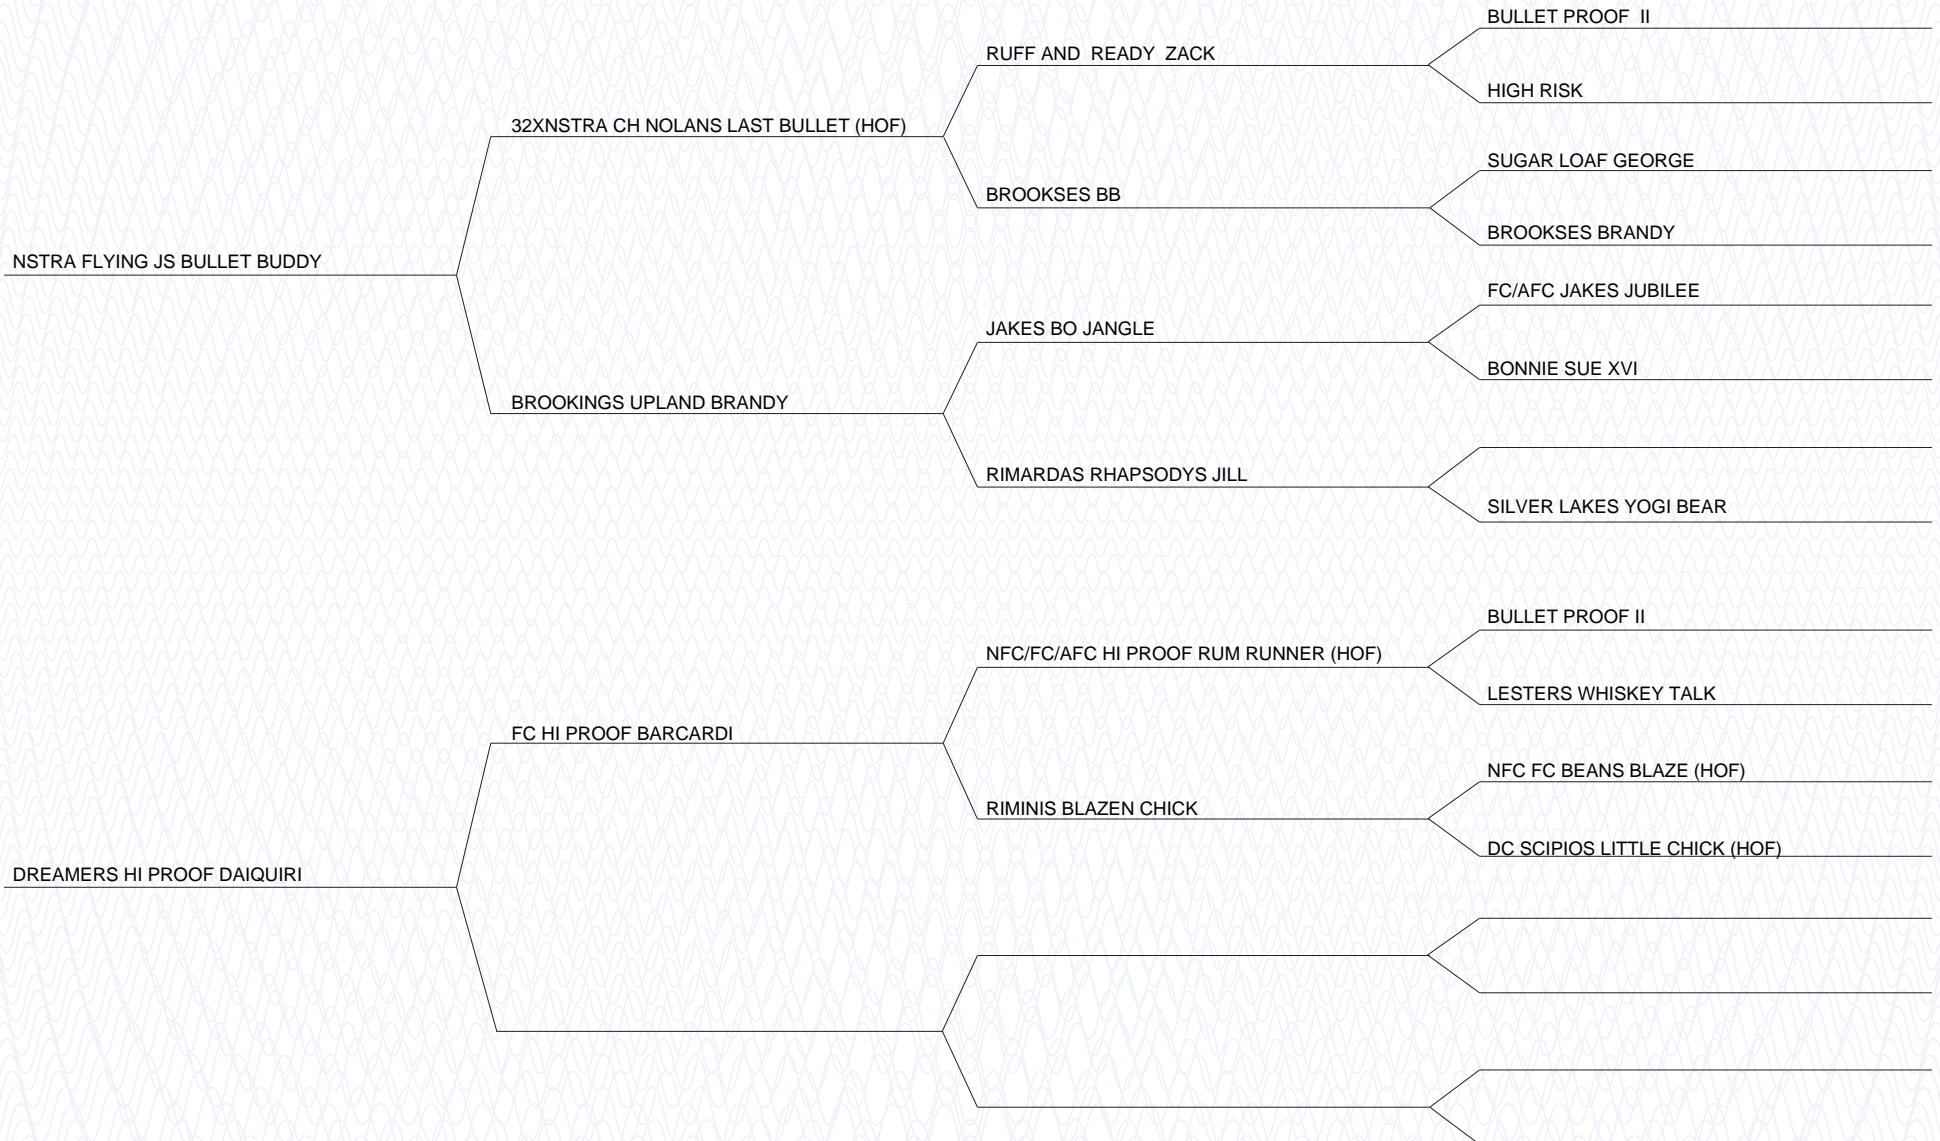 BULLET PROOF  II
RUFF AND  READY  ZACK
HIGH RISK
32XNSTRA CH NOLANS LAST BULLET (HOF)
SUGAR LOAF GEORGE
BROOKSES BB
BROOKSES BRANDY
NSTRA FLYING JS BULLET BUDDY
FC/AFC JAKES JUBILEE
JAKES BO JANGLE
BONNIE SUE XVI
BROOKINGS UPLAND BRANDY
RIMARDAS RHAPSODYS JILL
SILVER LAKES YOGI BEAR
BULLET PROOF II
NFC/FC/AFC HI PROOF RUM RUNNER (HOF)
LESTERS WHISKEY TALK
FC HI PROOF BARCARDI
NFC FC BEANS BLAZE (HOF)
RIMINIS BLAZEN CHICK
DC SCIPIOS LITTLE CHICK (HOF)
DREAMERS HI PROOF DAIQUIRI